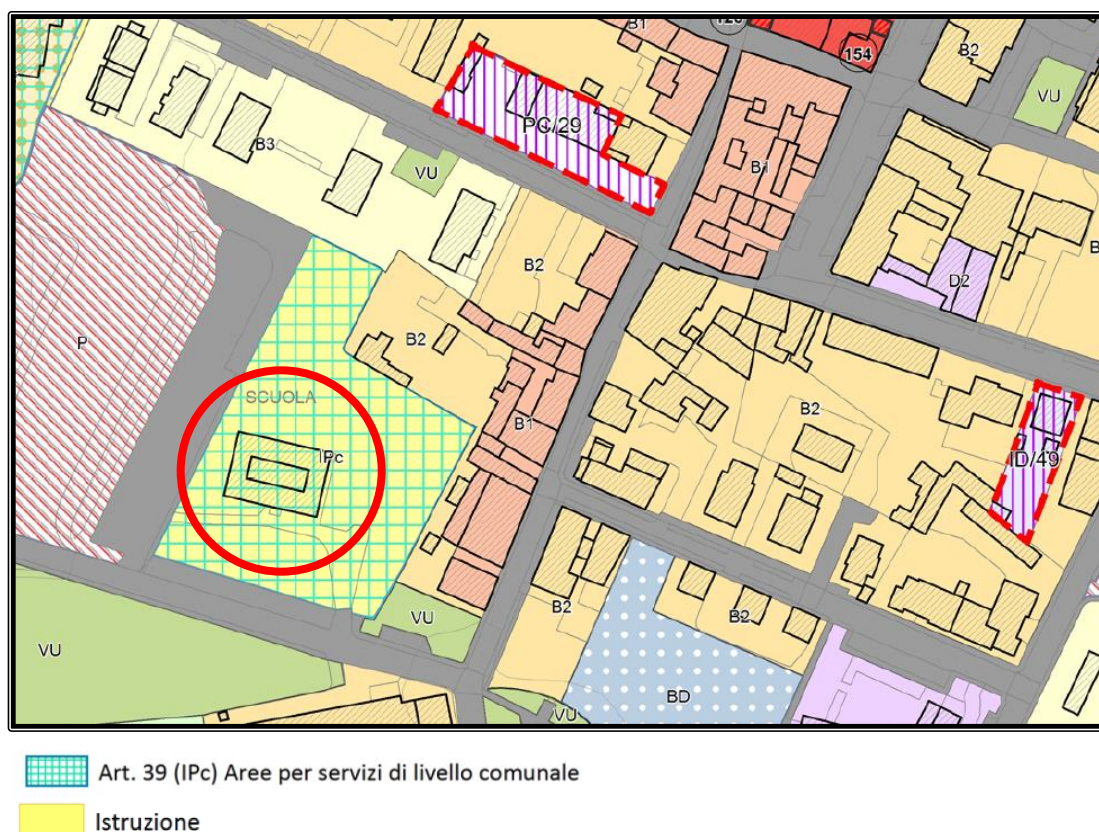 B1
154
B2
VU
PC/29
B3
VU
B1
B2
D2
P
B2
SCUOLA
B2
B1
IPc
ID/49
B2
B2
VU
VU
BD
VU
Art. 39 (IPc) Aree per servizi di livello comunale
Istruzione